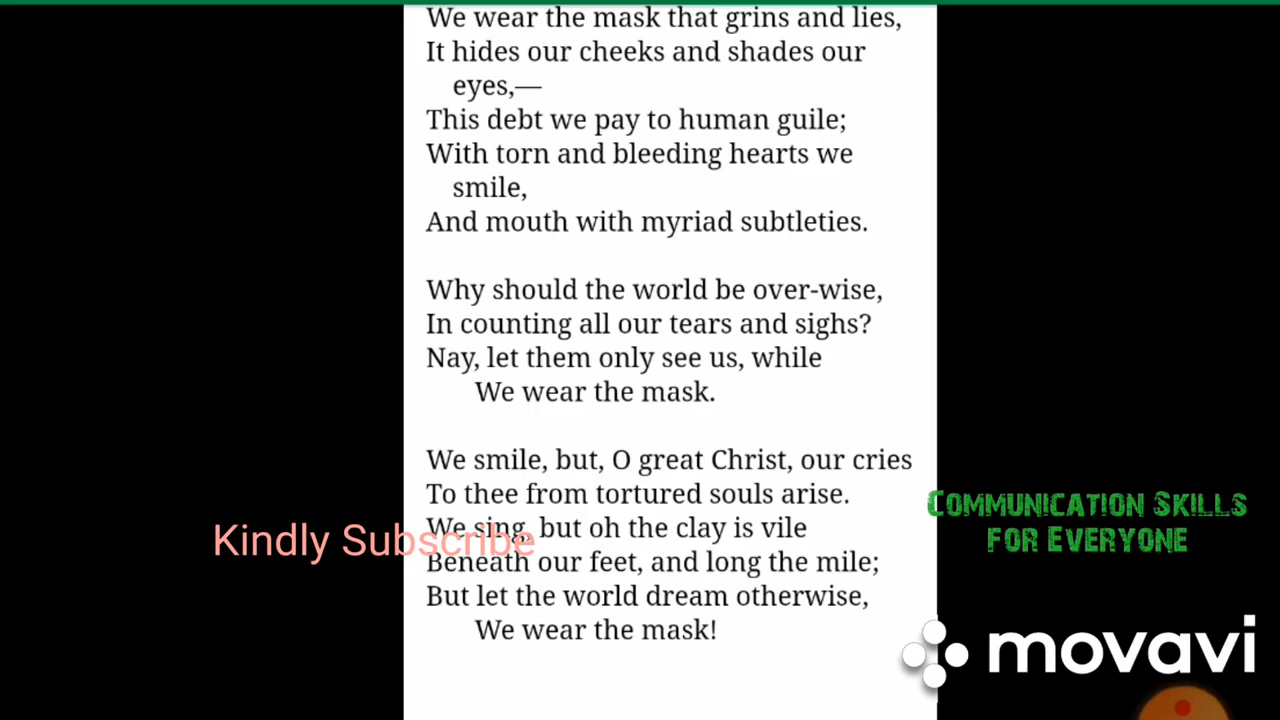 We wear the mask that grins and lies,
It hides our cheeks and shades our
eyes,—
This debt we pay to human guile;
With torn and bleeding hearts we
smile,
And mouth with myriad subtleties.
Why should the world be over-wise,
In counting all our tears and sighs?
Nay, let them only see us, while
We wear the mask.
We smile, but, O great Christ, our cries
To thee from tortured souls arise.
We sing, but oh the clay is vile
Beneath our feet, and long the mile;
But let the world dream otherwise,
We wear the mask!
Kindly Subscribe
Communication Skills
for Everyone
movavi